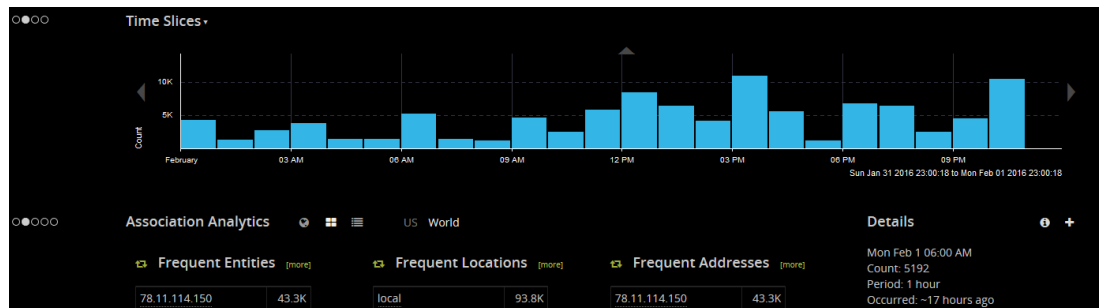 Time Slices
10K
5K
Count
February 03 AM 06 AM 09 AM 12 PM 03 PM 06 PM 09 PM
Sun Jan 31 2016 23:00:18 to Mon Feb 01 2016 23:00:18
Association Analytics US World
Frequent Entities [more]
78.11.114.150 43.3K
Frequent Locations [more]
local 93.8K
Frequent Addresses [more]
78.11.114.150 43.3K
Details
Mon Feb 1 06:00 AM
Count: 5192
Period: 1 hour
Occurred: ~17 hours ago